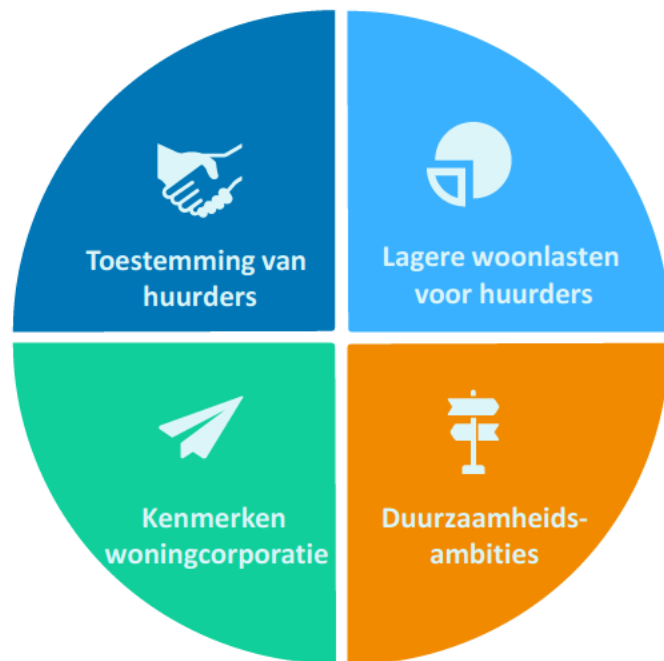 Toestemming van
huurders
Lagere woonlasten
voor huurders
Kenmerken
woningcorporatie
Duurzaamheids-
ambities